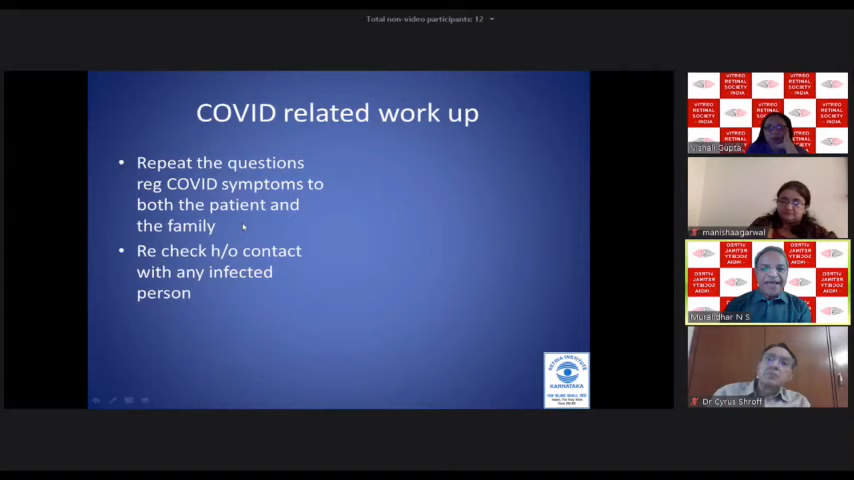 Total non-video participants: 12
COVID related work up
• Repeat the questions
reg COVID symptoms to
both the patient and
the family
• Re check h/o contact
with any infected
person
RETINA INSTITUTE
KARNATAKA
VITREO
RETINAL
SOCIETY
- INDIA
Vishali Gupta
manishaagarwal
Muralidhar N S
Dr Cyrus Shroff